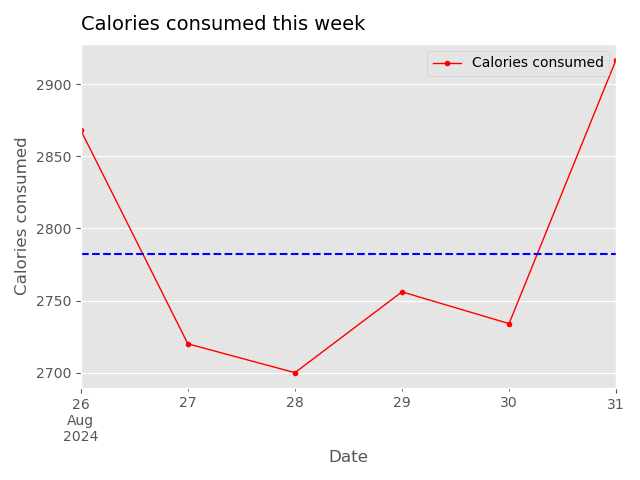 Calories consumed this week
Calories consumed
2900
2850
2800
2750
2700
Calories consumed
26
Aug
2024
27
28
29
30
31
Date